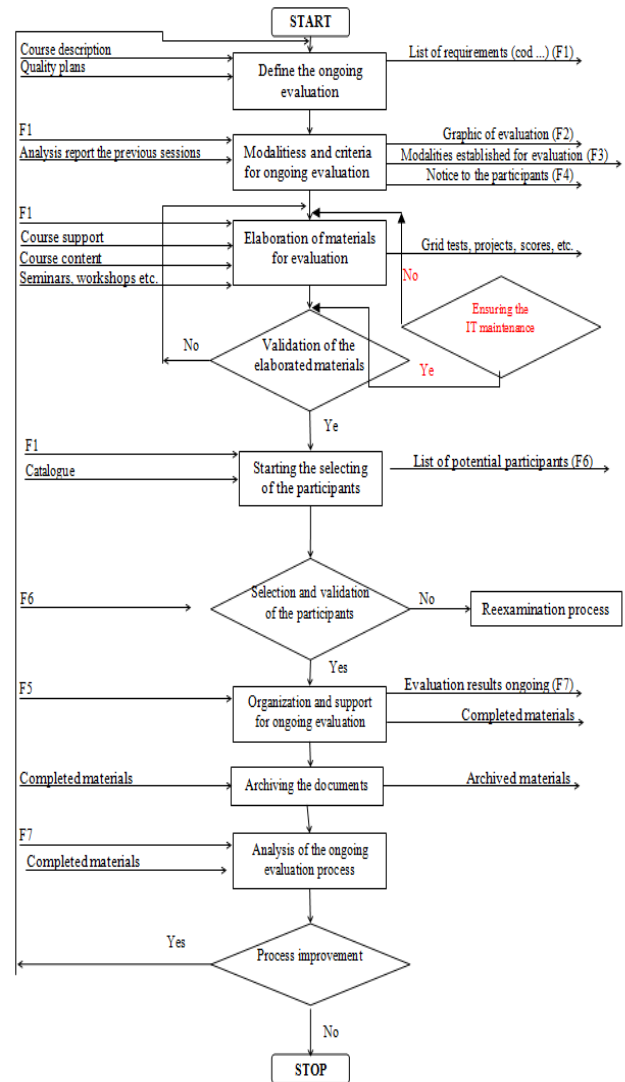 START
Course description
Quality plans
Define the ongoing
evaluation
List of requirements (cod ...) (F1)
F1
Analysis report the previous sessions
Modalitiess and criteria
for ongoing evaluation
Graphic of evaluation (F2)
Modalities established for evaluation (F3)
Notice to the participants (F4)
F1
Course support
Course content
Seminars, workshops etc.
Elaboration of materials
for evaluation
Grid tests, projects, scores, etc.
No
Ensuring the
IT maintenance
Ye
No
Validation of the
elaborated materials
Ye
F1
Catalogue
Starting the selecting
of the participants
List of potential participants (F6)
F6
Selection and validation
of the participants
No
Reexamination process
Yes
F5
Organization and support
for ongoing evaluation
Evaluation results ongoing (F7)
Completed materials
Completed materials
Archiving the documents
Archived materials
F7
Completed materials
Analysis of the ongoing
evaluation process
Yes
Process improvement
No
STOP